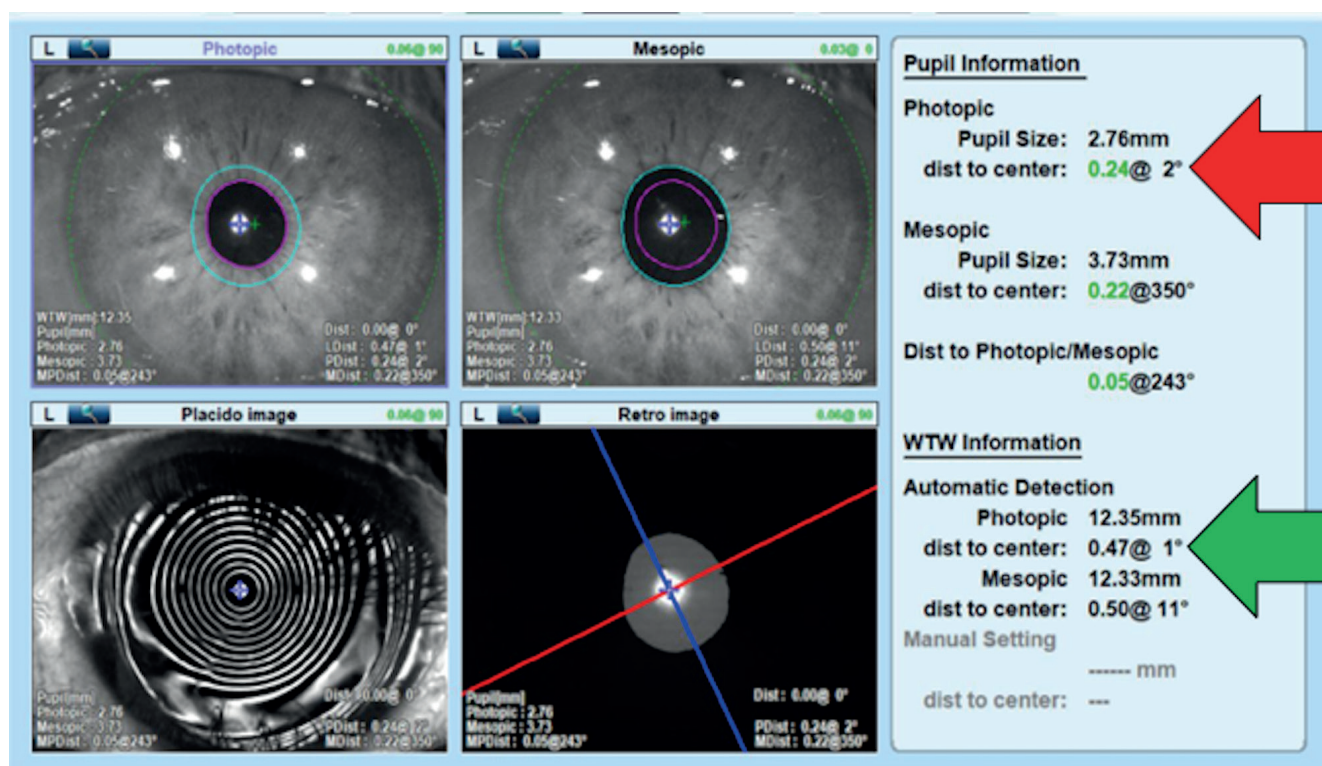 L Photopic 0.06@ 90
WTW[mm]:12.35
Pupil[mm]
Photopic : 2.76
Mesopic : 3.73
MPDist : 0.05@243°
Dist : 0.00@ 0°
LDist : 0.47@ 1°
PDist : 0.24@ 2°
MDist : 0.22@350°
L Mesopic 0.03@ 0
WTW[mm]:12.33
Pupil[mm]
Photopic : 2.76
Mesopic : 3.73
MPDist : 0.05@243°
Dist : 0.00@ 0°
LDist : 0.50@ 11°
PDist : 0.24@ 2°
MDist : 0.22@350°
L Placido image 0.06@ 90
Pupil[mm]
Photopic : 2.76
Mesopic : 3.73
MPDist : 0.05@243°
Dist : 0.00@ 0°
PDist : 0.24@ 2°
MDist : 0.22@350°
L Retro image 0.06@ 90
Pupil[mm]
Photopic : 2.76
Mesopic : 3.73
MPDist : 0.05@243°
Dist : 0.00@ 0°
PDist : 0.24@ 2°
MDist : 0.22@350°
Pupil Information
Photopic
Pupil Size: 2.76mm
dist to center: 0.24@ 2°
Mesopic
Pupil Size: 3.73mm
dist to center: 0.22@350°
Dist to Photopic/Mesopic
0.05@243°
WTW Information
Automatic Detection
Photopic 12.35mm
dist to center: 0.47@ 1°
Mesopic 12.33mm
dist to center: 0.50@ 11°
Manual Setting
------ mm
dist to center: ---